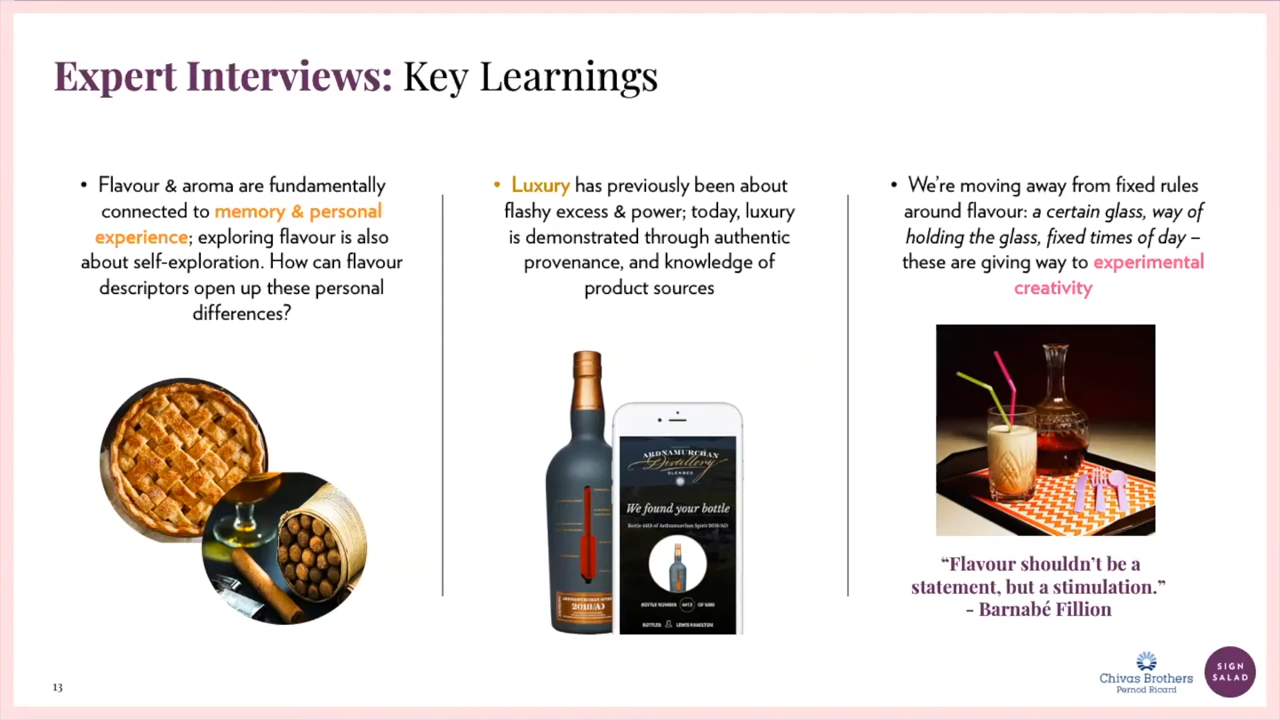 Expert Interviews: Key Learnings
• Flavour & aroma are fundamentally
connected to memory & personal
experience; exploring flavour is also
about self-exploration. How can flavour
descriptors open up these personal
differences?
• Luxury has previously been about
flashy excess & power; today, luxury
is demonstrated through authentic
provenance, and knowledge of
product sources
ARDNAMURCHAN
Distillery
We found your bottle
BOTTLE NUMBER
2018/AD
• We're moving away from fixed rules
around flavour: a certain glass, way of
holding the glass, fixed times of day –
these are giving way to experimental
creativity
“Flavour shouldn’t be a
statement, but a stimulation.”
- Barnabé Fillion
13
Chivas Brothers
Pernod Ricard
SIGN
SALAD